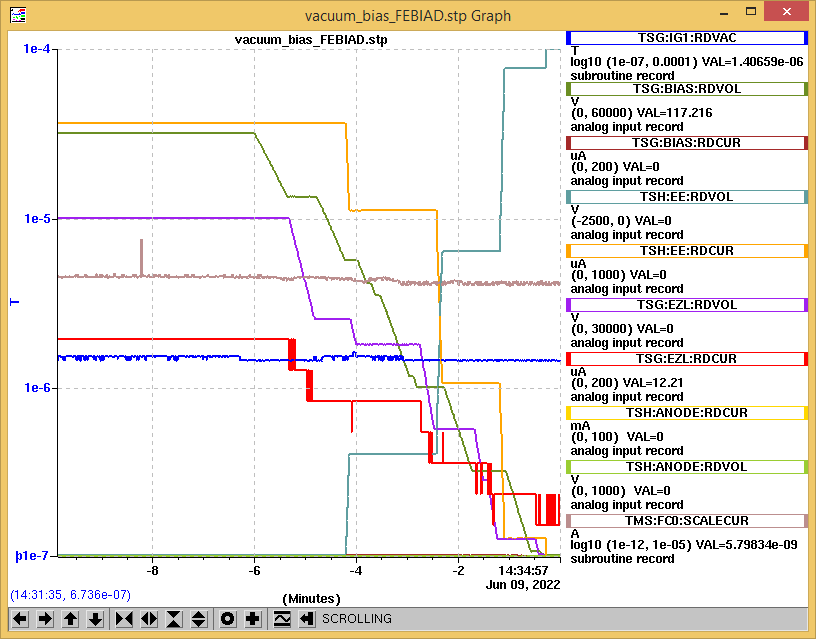 vacuum_bias_FEBIAD.stp Graph
vacuum_bias_FEBIAD.stp
1e-4
1e-5
T
1e-6
þ1e-7
-8
-6
-4
-2
14:34:57
Jun 09, 2022
(14:31:35, 6.736e-07)
(Minutes)
SCROLLING
TSG:IG1:RDVAC
T
log10 (1e-07, 0.0001) VAL=1.40659e-06
subroutine record
TSG:BIAS:RDVOL
V
(0, 60000) VAL=117.216
analog input record
TSG:BIAS:RDCUR
uA
(0, 200) VAL=0
analog input record
TSH:EE:RDVOL
V
(-2500, 0) VAL=0
analog input record
TSH:EE:RDCUR
uA
(0, 1000) VAL=0
analog input record
TSG:EZL:RDVOL
V
(0, 30000) VAL=0
analog input record
TSG:EZL:RDCUR
uA
(0, 200) VAL=12.21
analog input record
TSH:ANODE:RDCUR
mA
(0, 100) VAL=0
analog input record
TSH:ANODE:RDVOL
V
(0, 1000) VAL=0
analog input record
TMS:FC0:SCALECUR
A
log10 (1e-12, 1e-05) VAL=5.79834e-09
subroutine record